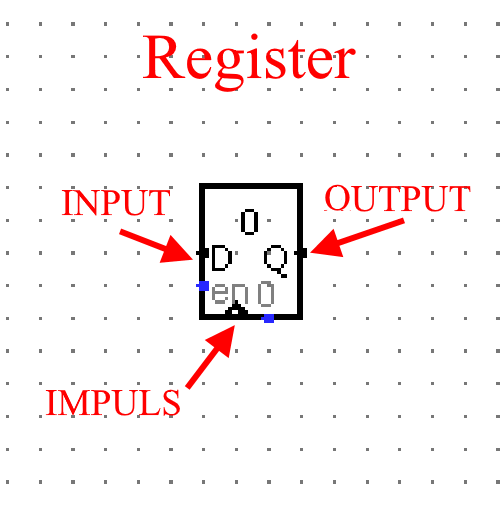 Register
INPUT
OUTPUT
0
D Q
en 0
IMPULS